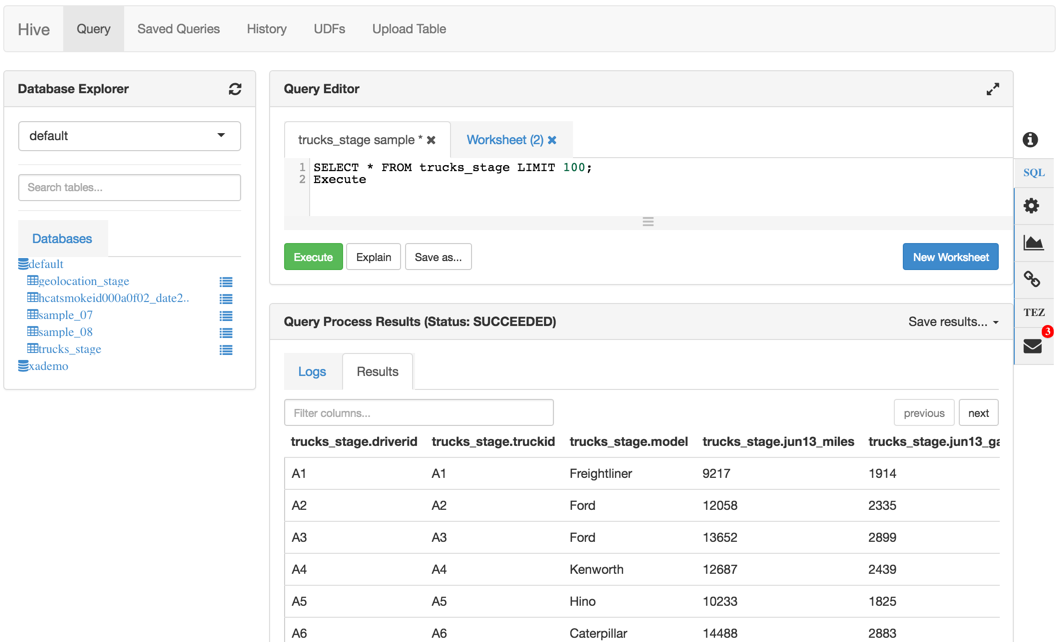 Hive Query Saved Queries History UDFs Upload Table
Database Explorer
default
Search tables...
Databases
default
geolocation_stage
hcatsmokeid000a0f02_date2..
sample_07
sample_08
trucks_stage
xademo
Query Editor
trucks_stage sample * Worksheet (2)
1 SELECT * FROM trucks_stage LIMIT 100;
2 Execute
Execute Explain Save as... New Worksheet
Query Process Results (Status: SUCCEEDED) Save results...
Logs Results
Filter columns... previous next
trucks_stage.driverid trucks_stage.truckid trucks_stage.model trucks_stage.jun13_miles trucks_stage.jun13_ga
A1 A1 Freightliner 9217 1914
A2 A2 Ford 12058 2335
A3 A3 Ford 13652 2899
A4 A4 Kenworth 12687 2439
A5 A5 Hino 10233 1825
A6 A6 Caterpillar 14488 2883
SQL
TEZ
3